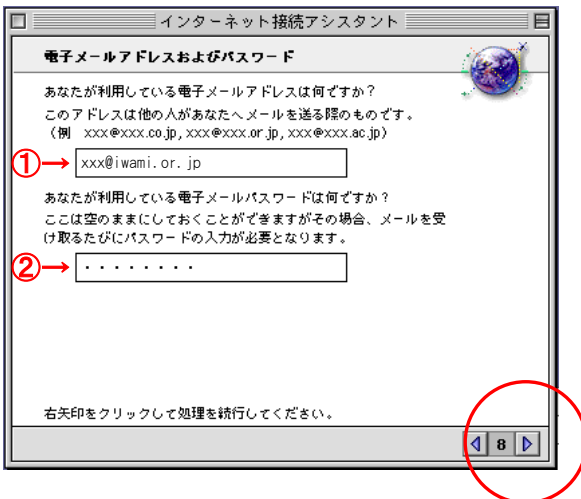 インターネット接続アシスタント
電子メールアドレスおよびパスワード
あなたが利用している電子メールアドレスは何ですか？
このアドレスは他の人があなたへメールを送る際のものです。
（例　xxx@xxx.co.jp, xxx@xxx.or.jp, xxx@xxx.ac.jp）
①→ xxx@iwami.or.jp
あなたが利用している電子メールパスワードは何ですか？
ここは空のままにしておくことができますがその場合、メールを受
け取るたびにパスワードの入力が必要となります。
②→ ・・・・・・・・
右矢印をクリックして処理を続行してください。
8